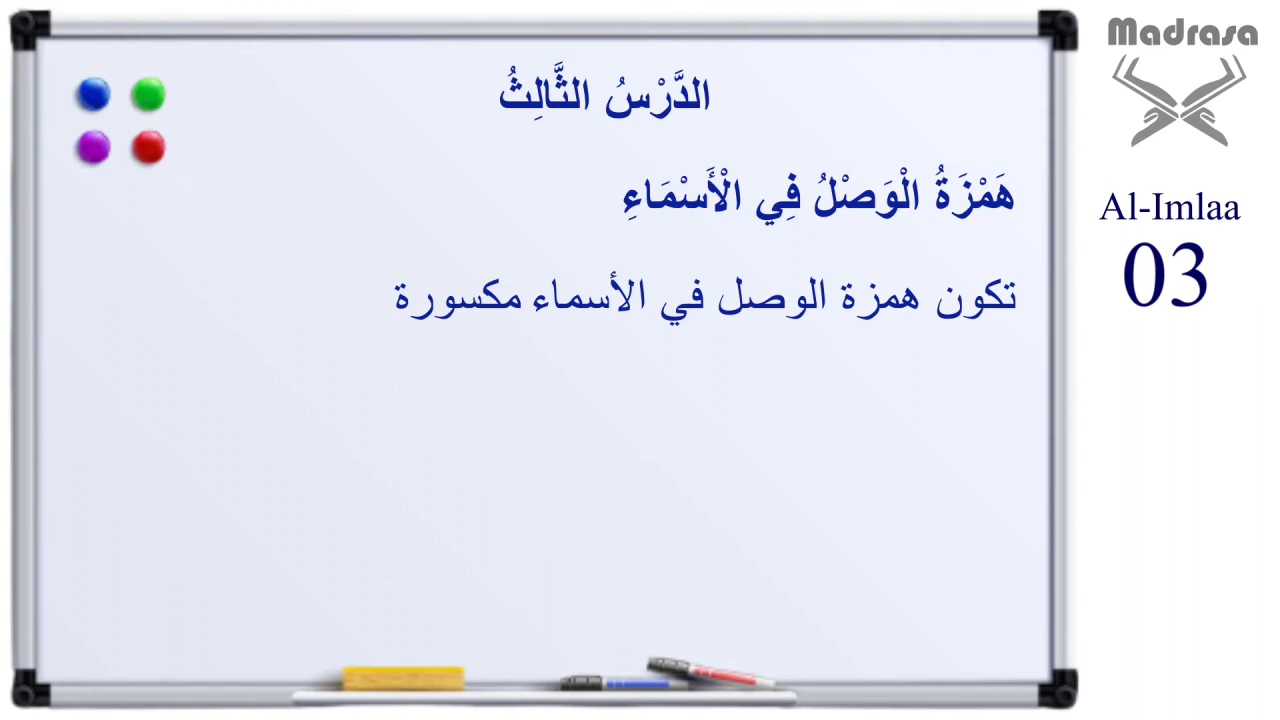 Madrasa
الدَّرْسُ الثَّالِثُ
هَمْزَةُ الْوَصْلُ فِي الْأَسْمَاءِ
تكون همزة الوصل في الأسماء مكسورة
Al-Imlaa
03